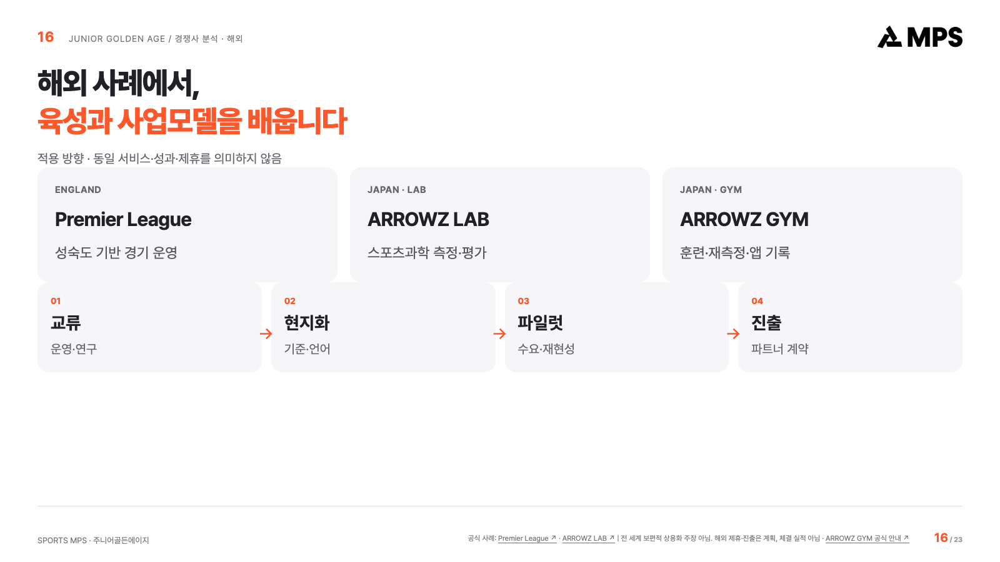 16 JUNIOR GOLDEN AGE / 경쟁사 분석 · 해외
MPS
해외 사례에서,
육성과 사업모델을 배웁니다
적용 방향 · 동일 서비스·성과·제휴를 의미하지 않음
ENGLAND
Premier League
성숙도 기반 경기 운영
JAPAN · LAB
ARROWZ LAB
스포츠과학 측정·평가
JAPAN · GYM
ARROWZ GYM
훈련·재측정·앱 기록
01
교류
운영·연구
→
02
현지화
기준·언어
→
03
파일럿
수요·재현성
→
04
진출
파트너 계약
SPORTS MPS · 주니어골든에이지
공식 사례: Premier League ↗ · ARROWZ LAB ↗ | 전 세계 보편적 상용화 주장 아님. 해외 제휴·진출은 계획, 체결 실적 아님 · ARROWZ GYM 공식 안내 ↗
16 / 23